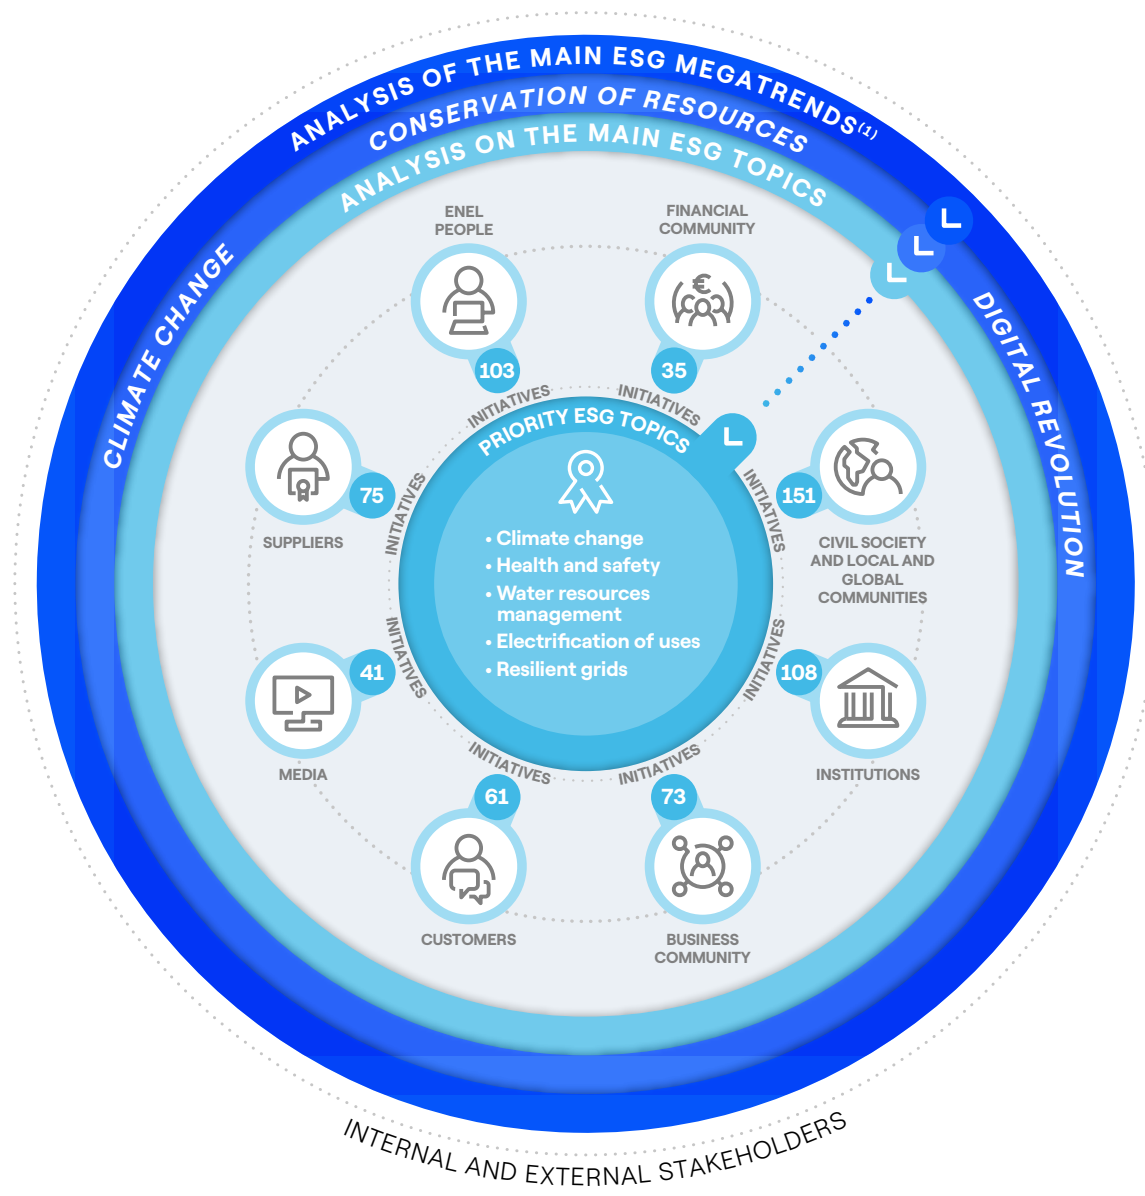 ANALYSIS OF THE MAIN ESG MEGATRENDS(1)
CONSERVATION OF RESOURCES
ANALYSIS ON THE MAIN ESG TOPICS
CLIMATE CHANGE
DIGITAL REVOLUTION
ENEL
PEOPLE
103
INITIATIVES
FINANCIAL
COMMUNITY
35
INITIATIVES
SUPPLIERS
75
INITIATIVES
151
INITIATIVES
CIVIL SOCIETY
AND LOCAL AND
GLOBAL
COMMUNITIES
PRIORITY ESG TOPICS
• Climate change
• Health and safety
• Water resources
management
• Electrification of uses
• Resilient grids
41
INITIATIVES
MEDIA
108
INITIATIVES
INSTITUTIONS
INITIATIVES
61
CUSTOMERS
INITIATIVES
73
BUSINESS
COMMUNITY
INTERNAL AND EXTERNAL STAKEHOLDERS